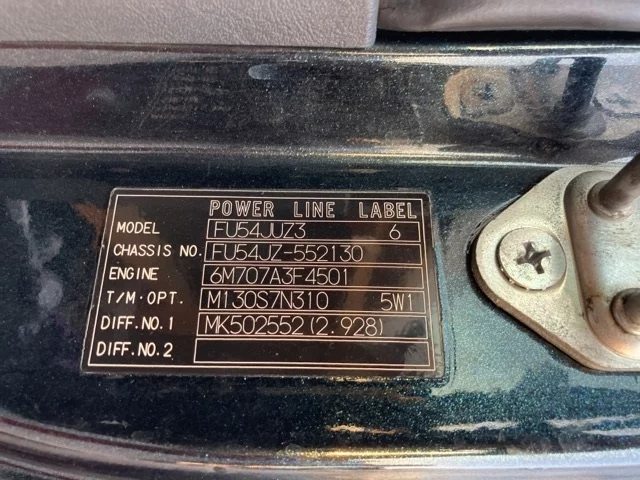 POWER LINE LABEL
MODEL FU54JUZ3 6
CHASSIS NO. FU54JZ-552130
ENGINE 6M707A3F4501
T/M.OPT. M130S7N310 5W1
DIFF.NO.1 MK502552(2.928)
DIFF.NO.2